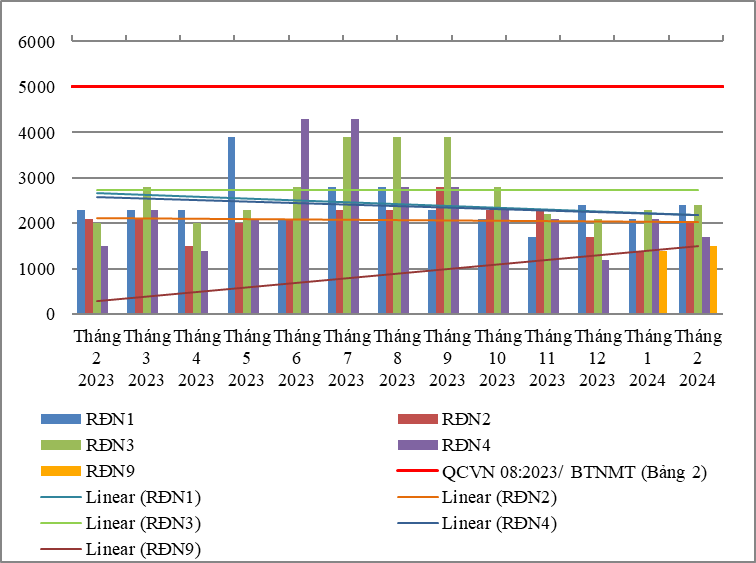 6000
5000
4000
3000
2000
1000
0
Tháng Tháng Tháng Tháng Tháng Tháng Tháng Tháng Tháng Tháng Tháng Tháng Tháng
2 3 4 5 6 7 8 9 10 11 12 1 2
2023 2023 2023 2023 2023 2023 2023 2023 2023 2023 2023 2024 2024
RĐN1 RĐN2
RĐN3 RĐN4
RĐN9 QCVN 08:2023/ BTNMT (Bảng 2)
Linear (RĐN1) Linear (RĐN2)
Linear (RĐN3) Linear (RĐN4)
Linear (RĐN9)